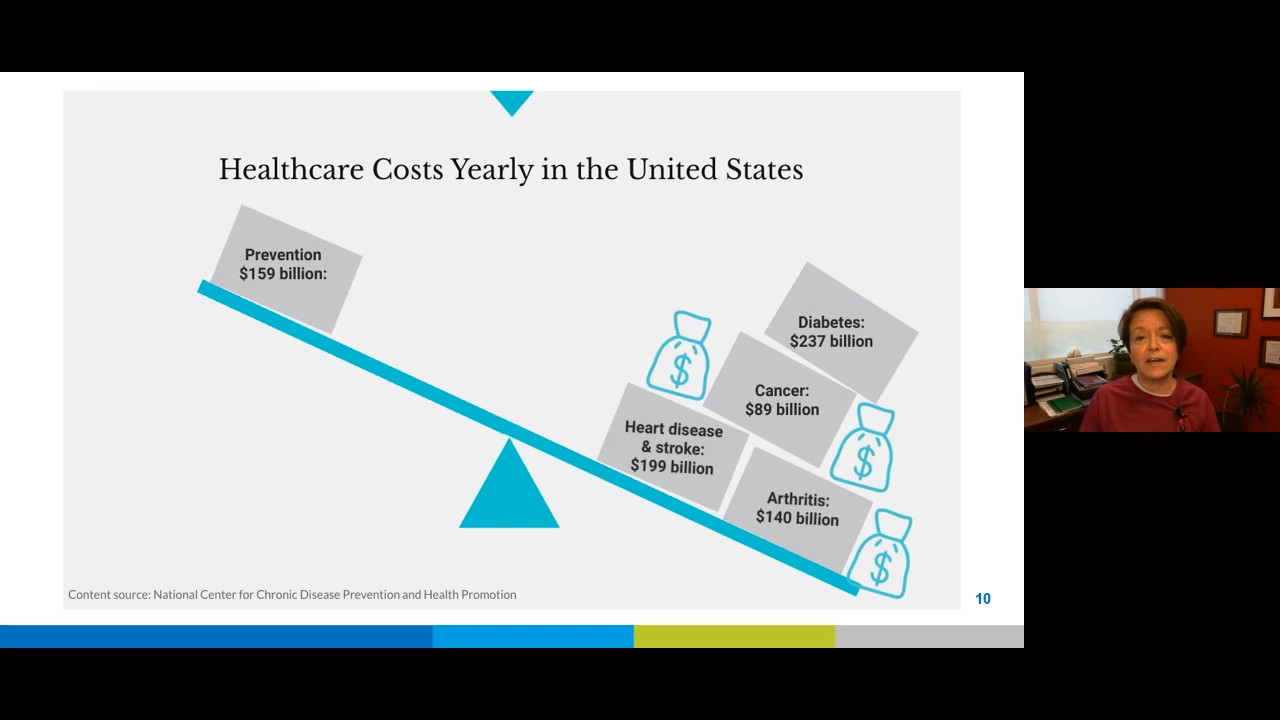 Healthcare Costs Yearly in the United States
Prevention
$159 billion:
Diabetes:
$237 billion
$
Cancer:
$89 billion
Heart disease
& stroke:
$199 billion
$
Arthritis:
$140 billion
$
Content source: National Center for Chronic Disease Prevention and Health Promotion
10